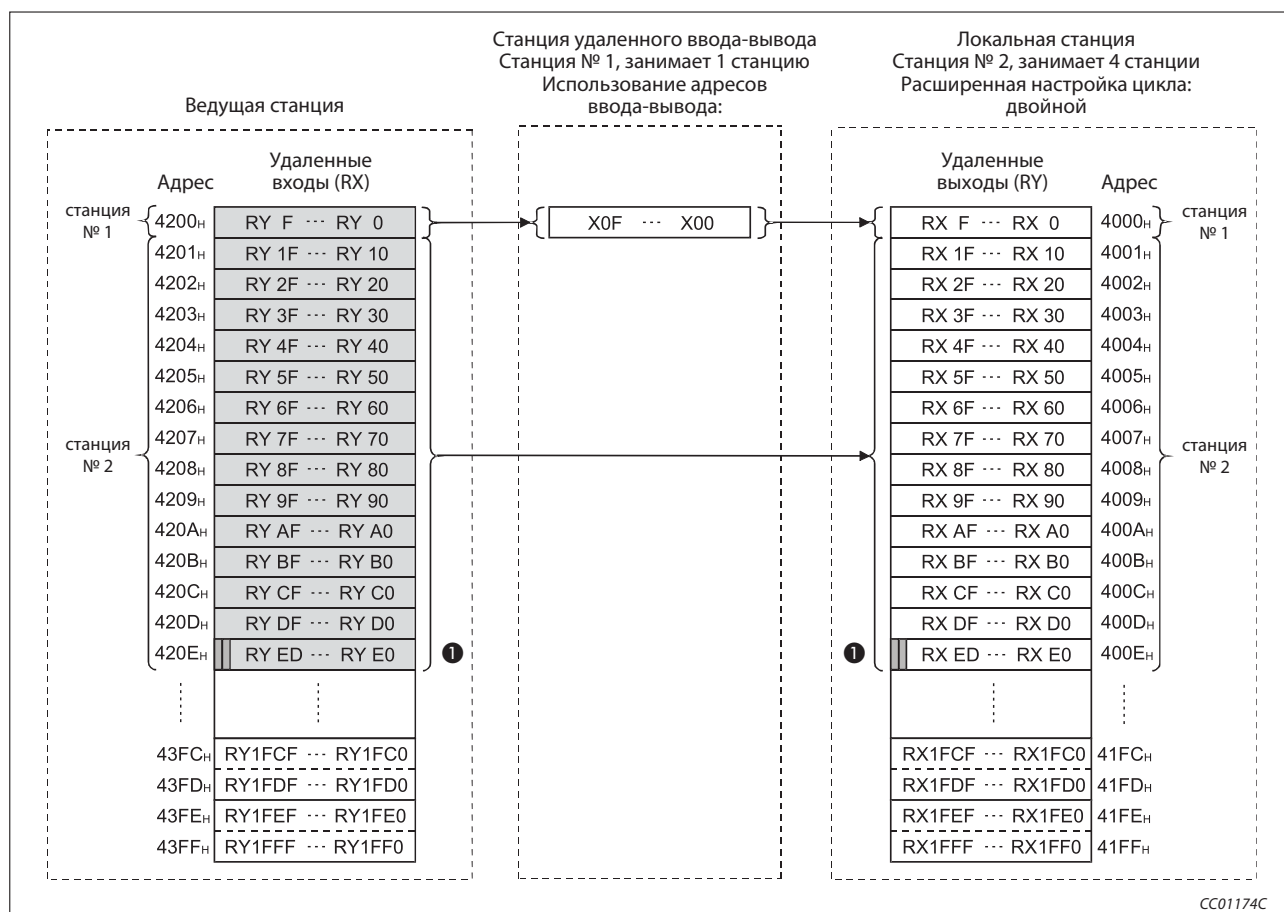 Станция удаленного ввода-вывода
Станция № 1, занимает 1 станцию
Использование адресов
ввода-вывода:
Локальная станция
Станция № 2, занимает 4 станции
Расширенная настройка цикла:
двойной
Ведущая станция
Адрес
Удаленные
входы (RX)
Удаленные
выходы (RY)
Адрес
станция
№ 1
4200H RY F ··· RY 0
X0F ··· X00
RX F ··· RX 0 4000H
станция
№ 1
4201H RY 1F ··· RY 10 RX 1F ··· RX 10 4001H
4202H RY 2F ··· RY 20 RX 2F ··· RX 20 4002H
4203H RY 3F ··· RY 30 RX 3F ··· RX 30 4003H
4204H RY 4F ··· RY 40 RX 4F ··· RX 40 4004H
4205H RY 5F ··· RY 50 RX 5F ··· RX 50 4005H
4206H RY 6F ··· RY 60 RX 6F ··· RX 60 4006H
4207H RY 7F ··· RY 70 RX 7F ··· RX 70 4007H
станция
№ 2
станция
№ 2
4208H RY 8F ··· RY 80 RX 8F ··· RX 80 4008H
4209H RY 9F ··· RY 90 RX 9F ··· RX 90 4009H
420AH RY AF ··· RY A0 RX AF ··· RX A0 400AH
420BH RY BF ··· RY B0 RX BF ··· RX B0 400BH
420CH RY CF ··· RY C0 RX CF ··· RX C0 400CH
420DH RY DF ··· RY D0 RX DF ··· RX D0 400DH
420EH RY ED ··· RY E0 ❶ ❶ RX ED ··· RX E0 400EH
43FCH RY1FCF ··· RY1FC0 RX1FCF ··· RX1FC0 41FCH
43FDH RY1FDF ··· RY1FD0 RX1FDF ··· RX1FD0 41FDH
43FEH RY1FEF ··· RY1FE0 RX1FEF ··· RX1FE0 41FEH
43FFH RY1FFF ··· RY1FF0 RX1FFF ··· RX1FF0 41FFH
CC01174C